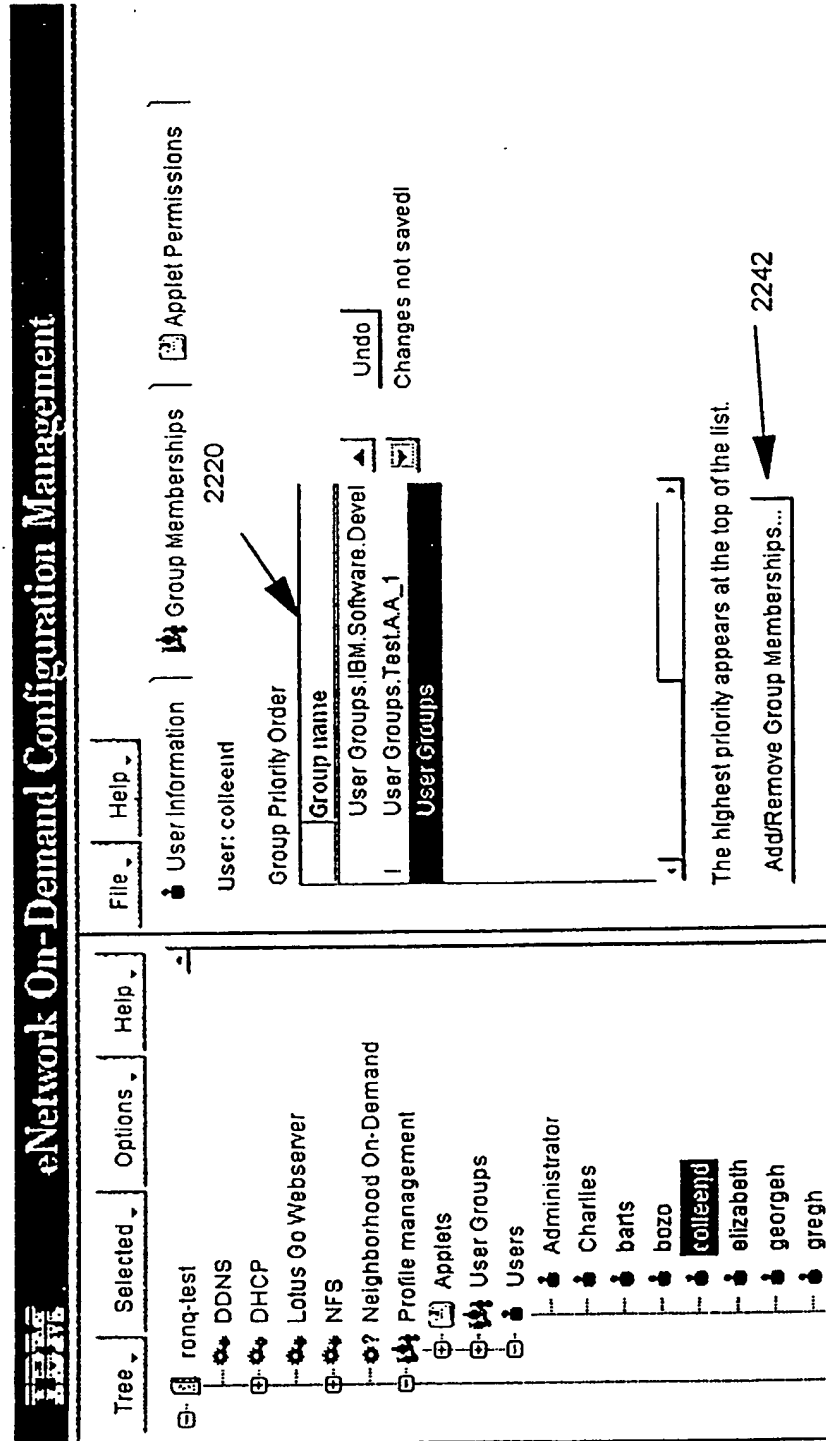 IBM
eNetwork On-Demand Configuration Management
Tree Selected Options Help
ronq-test
DDNS
DHCP
Lotus Go Webserver
NFS
? Neighborhood On-Demand
Profile management
Applets
User Groups
Users
Administrator
Charlles
barts
bozo
colleend
elizabeth
georgeh
gregh
File Help
User Information Group Memberships Applet Permissions
User: colleend
2220
Group Priority Order
Group name
User Groups.IBM.Software.Devel
User Groups.Test.AA_1
User Groups
Undo
Changes not saved!
The highest priority appears at the top of the list.
Add/Remove Group Memberships...
2242